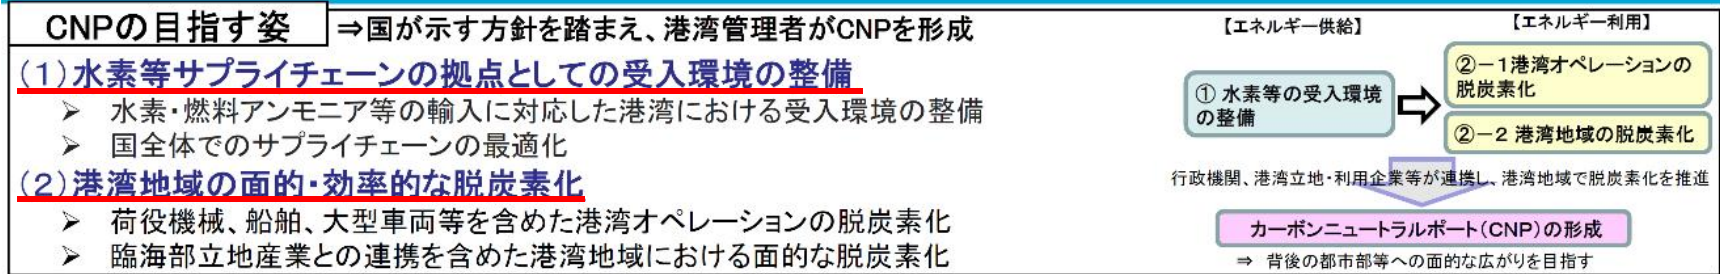 CNPの目指す姿 ⇒国が示す方針を踏まえ、港湾管理者がCNPを形成
(1)水素等サプライチェーンの拠点としての受入環境の整備
➢ 水素・燃料アンモニア等の輸入に対応した港湾における受入環境の整備
➢ 国全体でのサプライチェーンの最適化
(2)港湾地域の面的・効率的な脱炭素化
➢ 荷役機械、船舶、大型車両等を含めた港湾オペレーションの脱炭素化
➢ 臨海部立地産業との連携を含めた港湾地域における面的な脱炭素化
【エネルギー供給】
【エネルギー利用】
① 水素等の受入環境
の整備
②-1港湾オペレーションの
脱炭素化
②-2 港湾地域の脱炭素化
行政機関、港湾立地・利用企業等が連携し、港湾地域で脱炭素化を推進
カーボンニュートラルポート(CNP)の形成
⇒ 背後の都市部等への面的な広がりを目指す